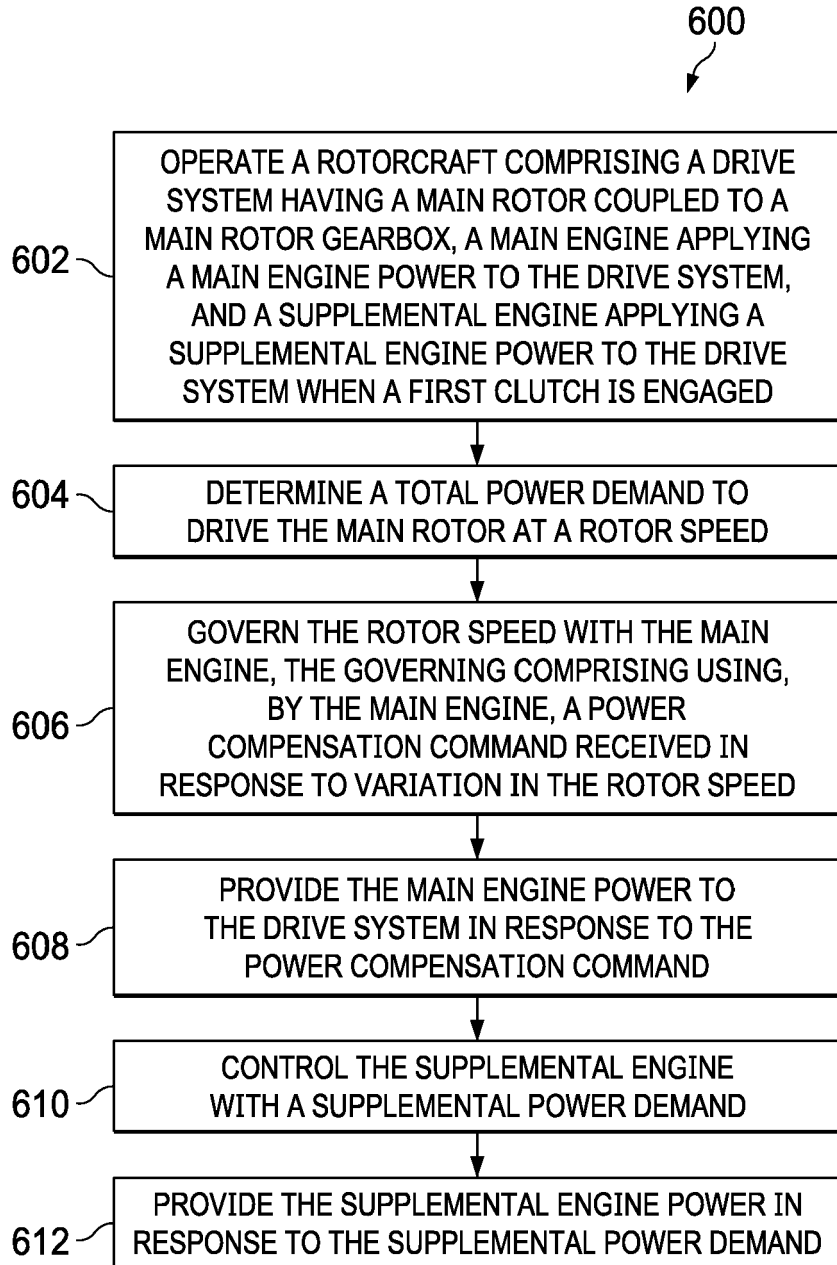 600
602
OPERATE A ROTORCRAFT COMPRISING A DRIVE
SYSTEM HAVING A MAIN ROTOR COUPLED TO A
MAIN ROTOR GEARBOX, A MAIN ENGINE APPLYING
A MAIN ENGINE POWER TO THE DRIVE SYSTEM,
AND A SUPPLEMENTAL ENGINE APPLYING A
SUPPLEMENTAL ENGINE POWER TO THE DRIVE
SYSTEM WHEN A FIRST CLUTCH IS ENGAGED
604
DETERMINE A TOTAL POWER DEMAND TO
DRIVE THE MAIN ROTOR AT A ROTOR SPEED
606
GOVERN THE ROTOR SPEED WITH THE MAIN
ENGINE, THE GOVERNING COMPRISING USING,
BY THE MAIN ENGINE, A POWER
COMPENSATION COMMAND RECEIVED IN
RESPONSE TO VARIATION IN THE ROTOR SPEED
608
PROVIDE THE MAIN ENGINE POWER TO
THE DRIVE SYSTEM IN RESPONSE TO THE
POWER COMPENSATION COMMAND
610
CONTROL THE SUPPLEMENTAL ENGINE
WITH A SUPPLEMENTAL POWER DEMAND
612
PROVIDE THE SUPPLEMENTAL ENGINE POWER IN
RESPONSE TO THE SUPPLEMENTAL POWER DEMAND